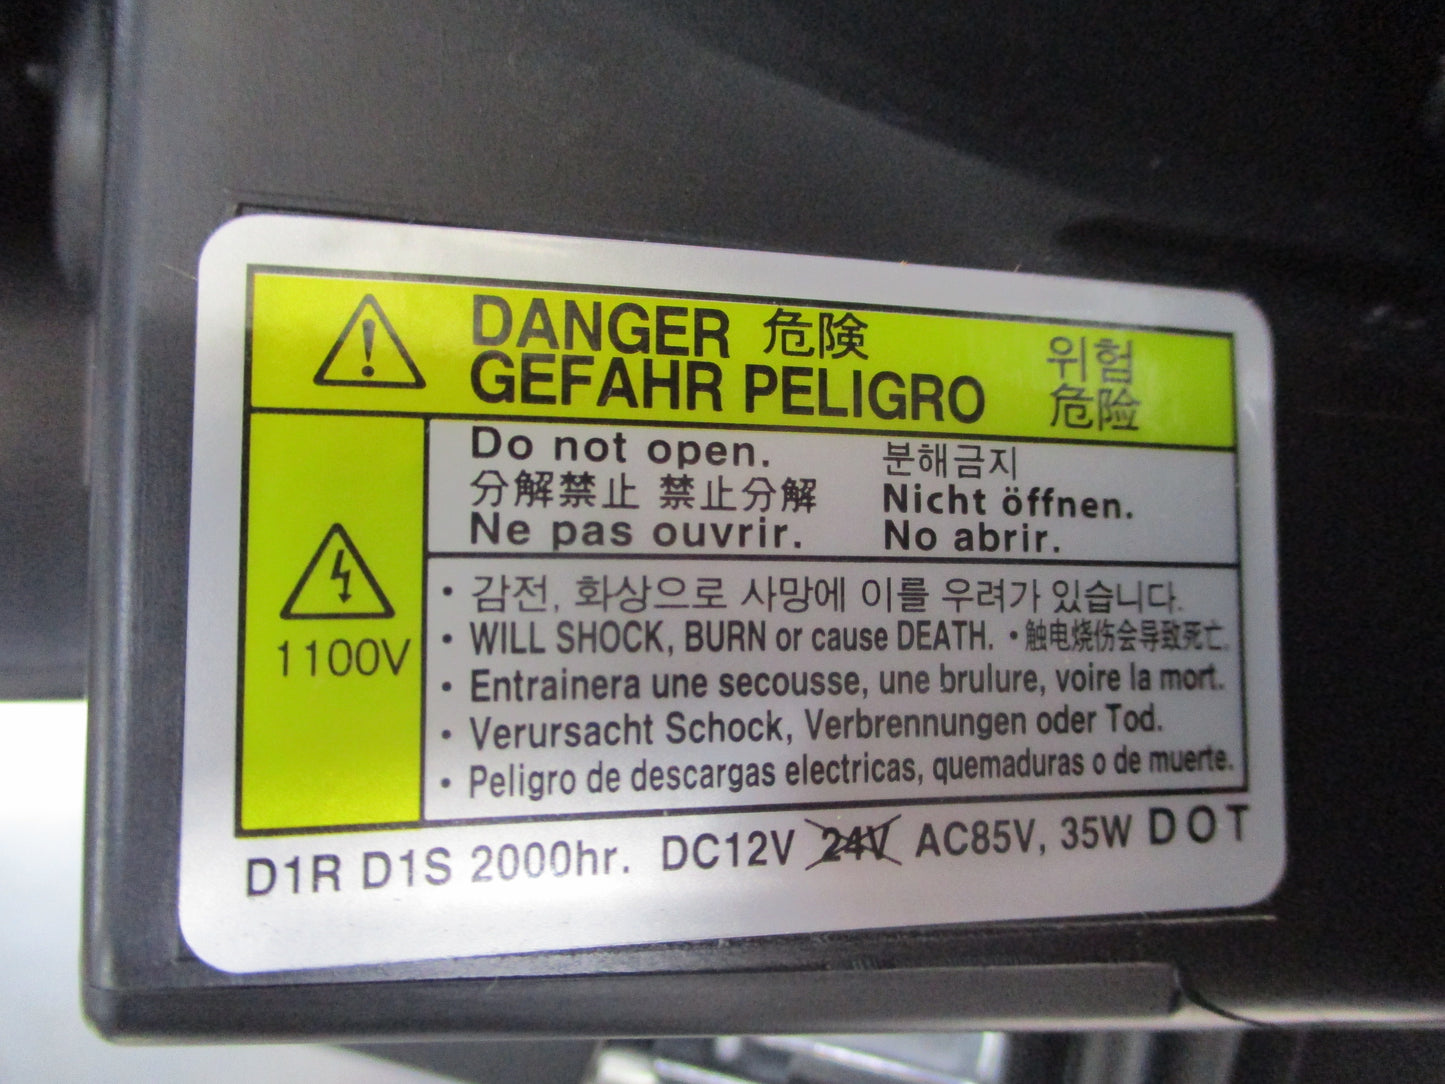 DANGER 危険 위험
GEFAHR PELIGRO 危险
Do not open. 분해금지
分解禁止 禁止分解 Nicht öffnen.
Ne pas ouvrir. No abrir.
1100V
· 감전, 화상으로 사망에 이를 우려가 있습니다.
· WILL SHOCK, BURN or cause DEATH. · 触电烧伤会导致死亡.
· Entrainera une secousse, une brulure, voire la mort.
· Verursacht Schock, Verbrennungen oder Tod.
· Peligro de descargas electricas, quemaduras o de muerte.
D1R D1S 2000hr. DC12V 24V AC85V, 35W DOT